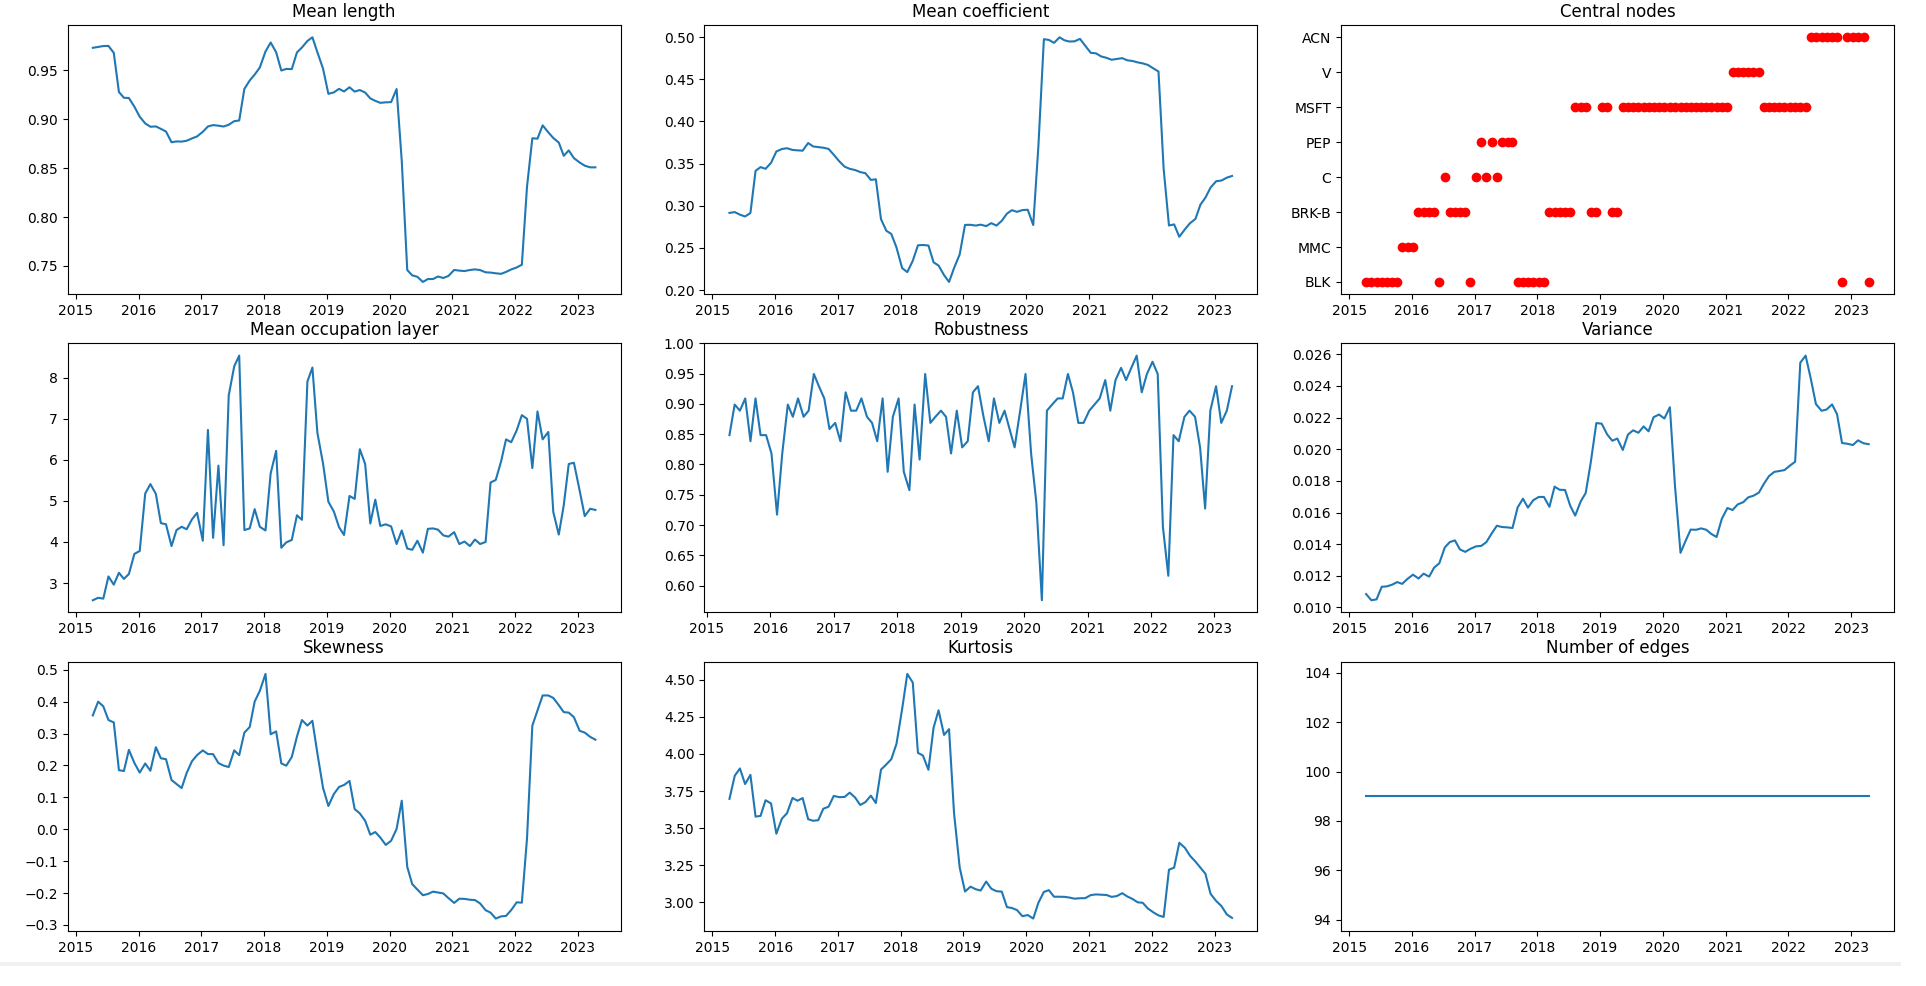 Mean length
0.95
0.90
0.85
0.80
0.75
2015 2016 2017 2018 2019 2020 2021 2022 2023
Mean coefficient
0.50
0.45
0.40
0.35
0.30
0.25
0.20
2015 2016 2017 2018 2019 2020 2021 2022 2023
Central nodes
ACN
V
MSFT
PEP
C
BRK-B
MMC
BLK
2015 2016 2017 2018 2019 2020 2021 2022 2023
Mean occupation layer
8
7
6
5
4
3
2015 2016 2017 2018 2019 2020 2021 2022 2023
Robustness
1.00
0.95
0.90
0.85
0.80
0.75
0.70
0.65
0.60
2015 2016 2017 2018 2019 2020 2021 2022 2023
Variance
0.026
0.024
0.022
0.020
0.018
0.016
0.014
0.012
0.010
2015 2016 2017 2018 2019 2020 2021 2022 2023
Skewness
0.5
0.4
0.3
0.2
0.1
0.0
−0.1
−0.2
−0.3
2015 2016 2017 2018 2019 2020 2021 2022 2023
Kurtosis
4.50
4.25
4.00
3.75
3.50
3.25
3.00
2015 2016 2017 2018 2019 2020 2021 2022 2023
Number of edges
104
102
100
98
96
94
2015 2016 2017 2018 2019 2020 2021 2022 2023